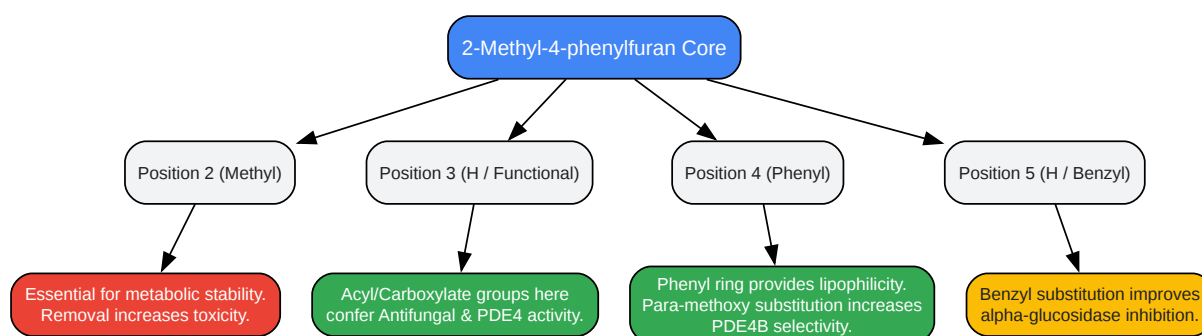 2-Methyl-4-phenylfuran Core
Position 2 (Methyl)
Position 3 (H / Functional)
Position 4 (Phenyl)
Position 5 (H / Benzyl)
Essential for metabolic stability.
Removal increases toxicity.
Acyl/Carboxylate groups here
confer Antifungal & PDE4 activity.
Phenyl ring provides lipophilicity.
Para-methoxy substitution increases
PDE4B selectivity.
Benzyl substitution improves
alpha-glucosidase inhibition.